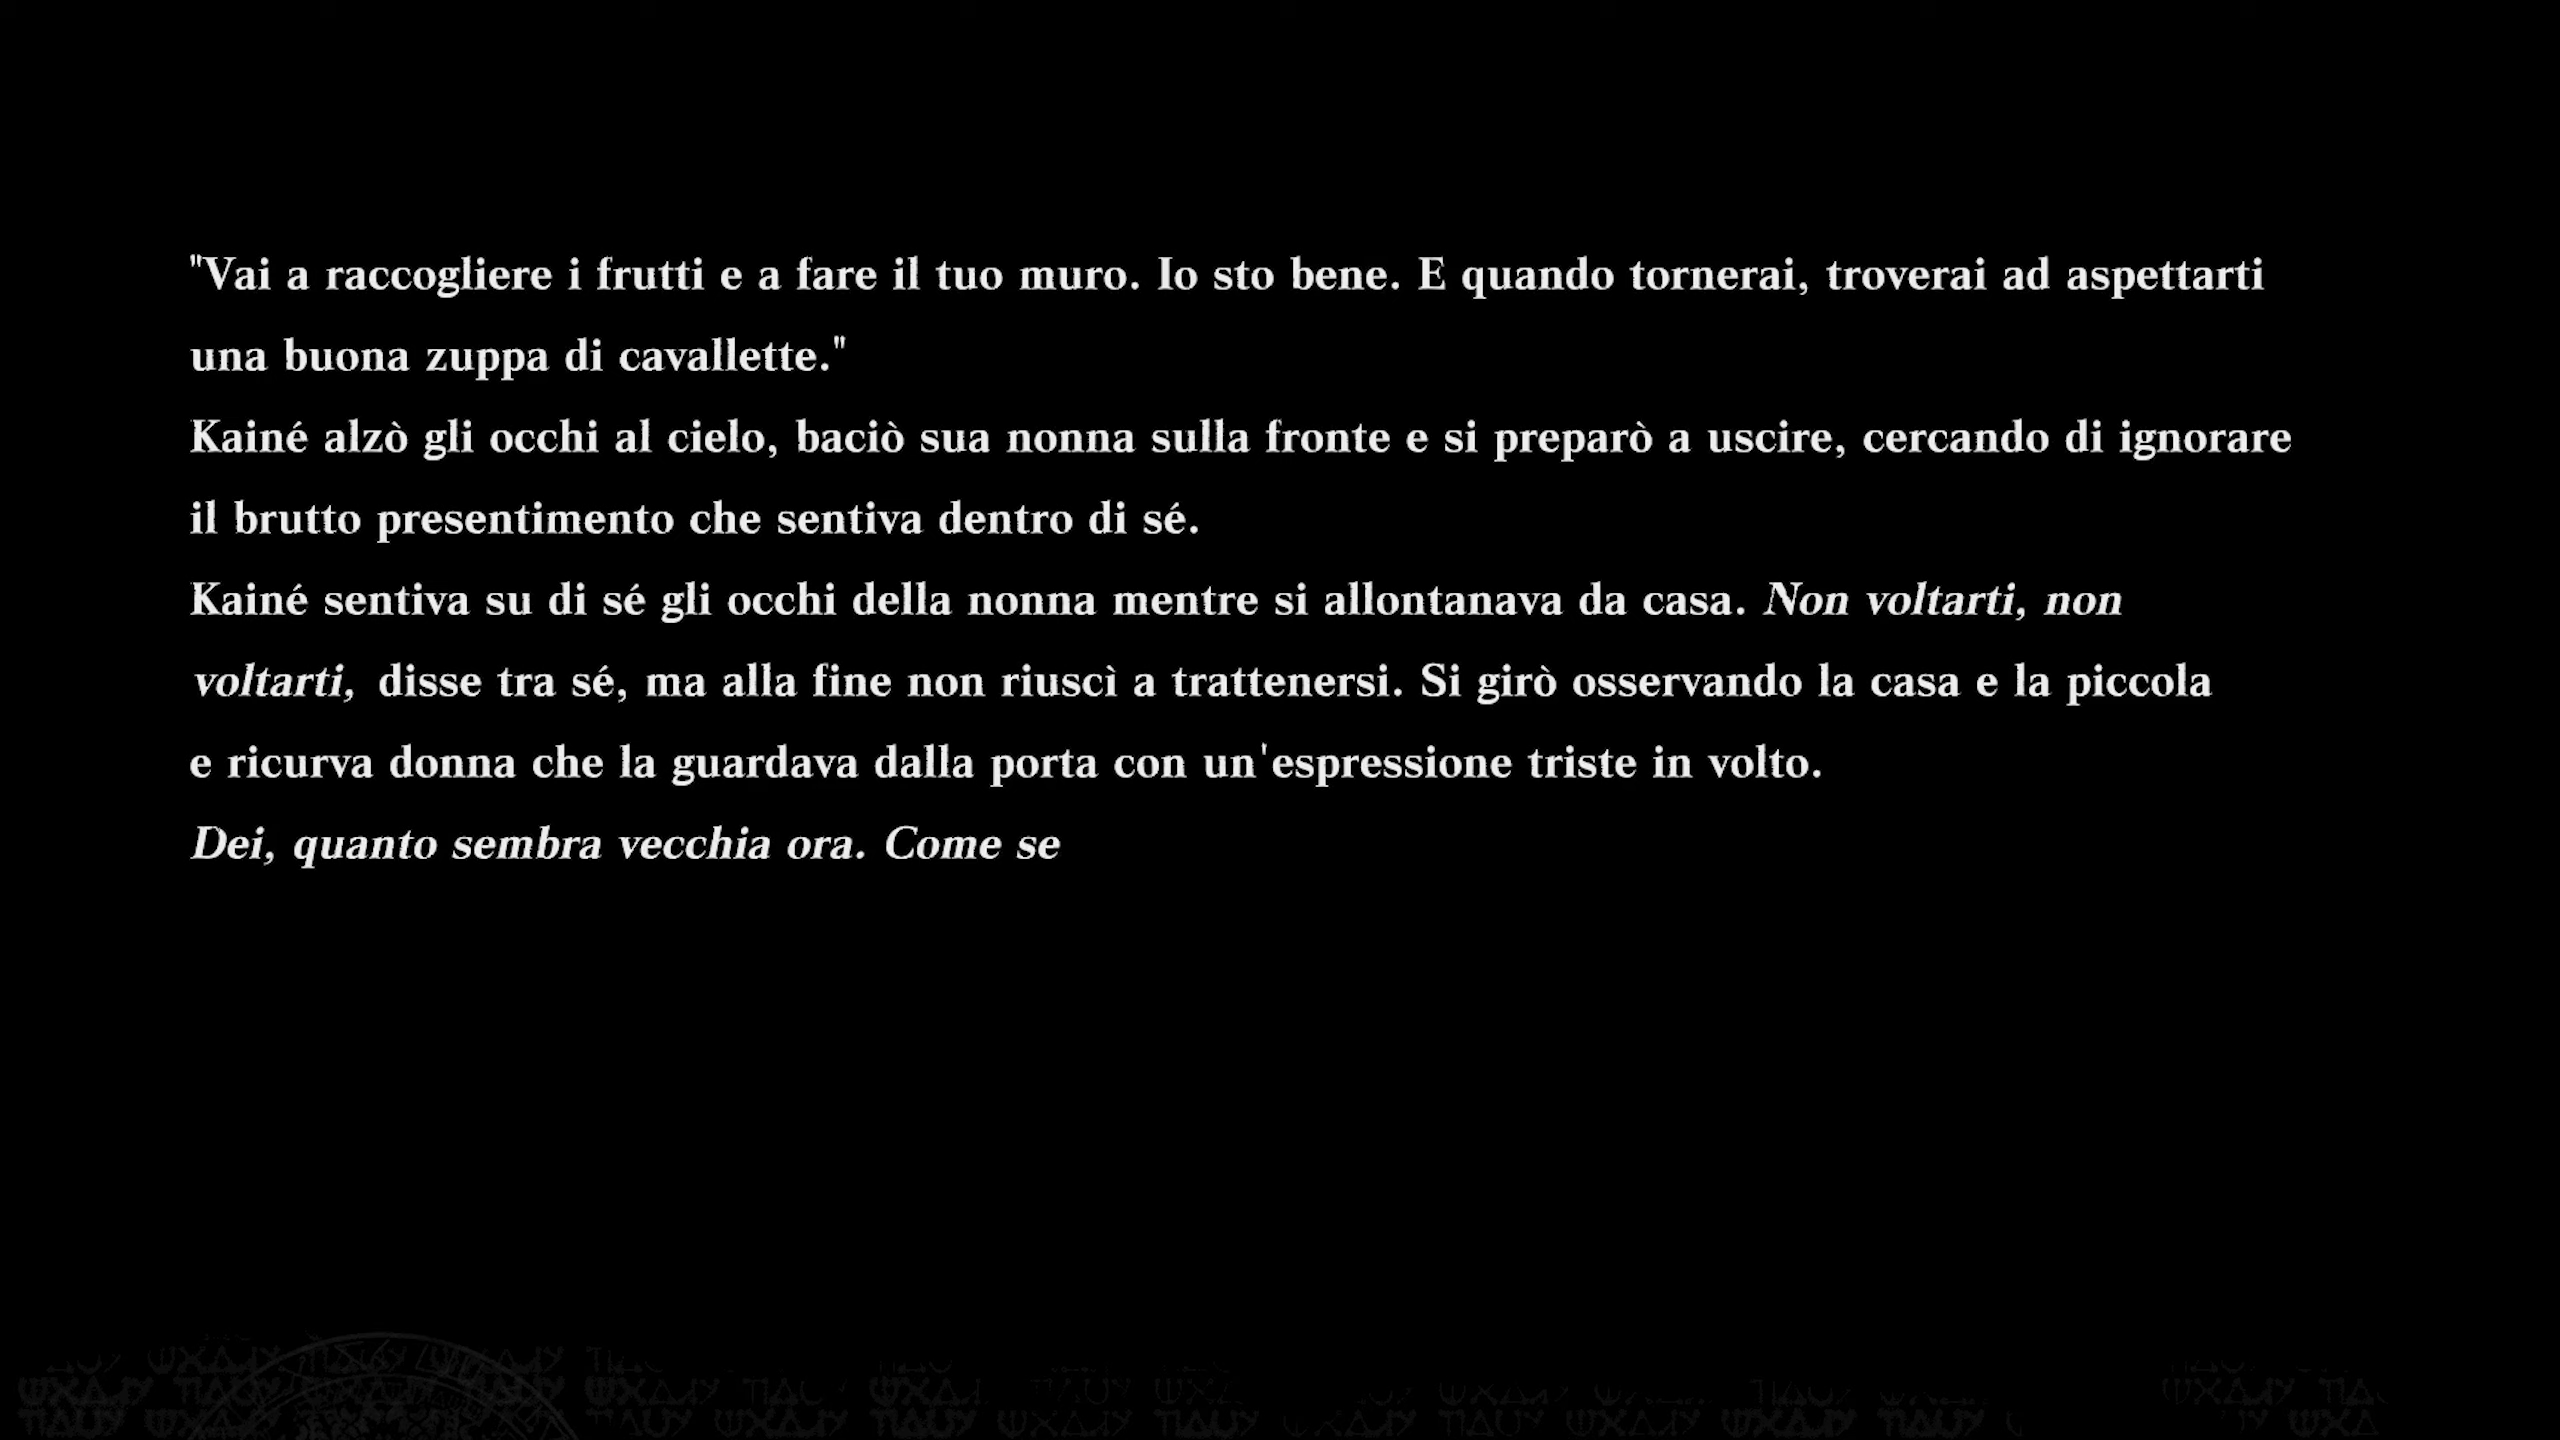 "Vai a raccogliere i frutti e a fare il tuo muro. Io sto bene. E quando tornerai, troverai ad aspettarti
una buona zuppa di cavallette."
Kainé alzò gli occhi al cielo, baciò sua nonna sulla fronte e si preparò a uscire, cercando di ignorare
il brutto presentimento che sentiva dentro di sé.
Kainé sentiva su di sé gli occhi della nonna mentre si allontanava da casa. Non voltarti, non
voltarti, disse tra sé, ma alla fine non riuscì a trattenersi. Si girò osservando la casa e la piccola
e ricurva donna che la guardava dalla porta con un'espressione triste in volto.
Dei, quanto sembra vecchia ora. Come se